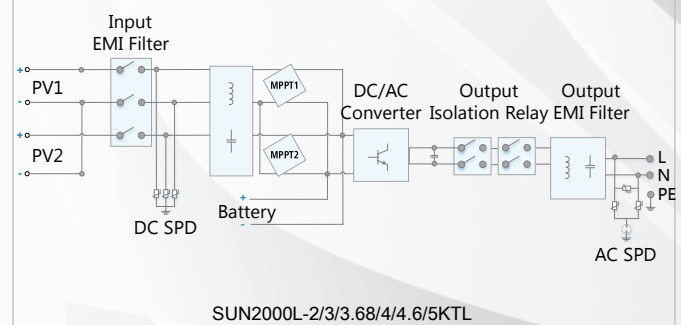 Input
EMI Filter
+
PV1
-
+
PV2
-
MPPT1
MPPT2
DC/AC
Converter
Output
Isolation Relay
Output
EMI Filter
L
N
PE
+
Battery
-
DC SPD
AC SPD
SUN2000L-2/3/3.68/4/4.6/5KTL